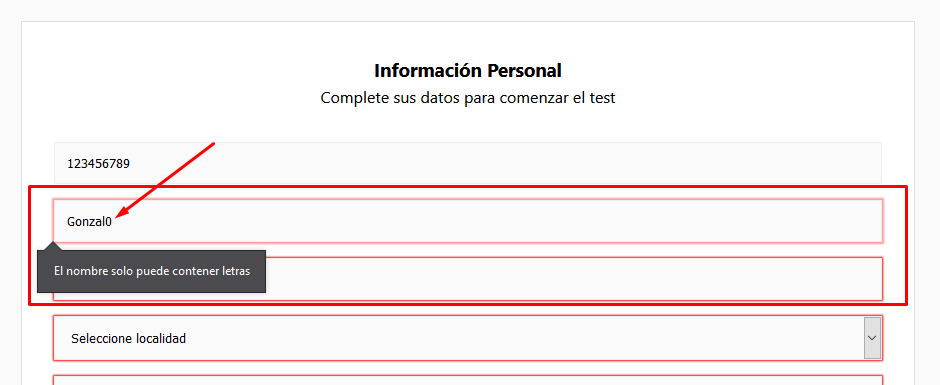 Información Personal
Complete sus datos para comenzar el test
123456789
Gonzal0
El nombre solo puede contener letras
Seleccione localidad